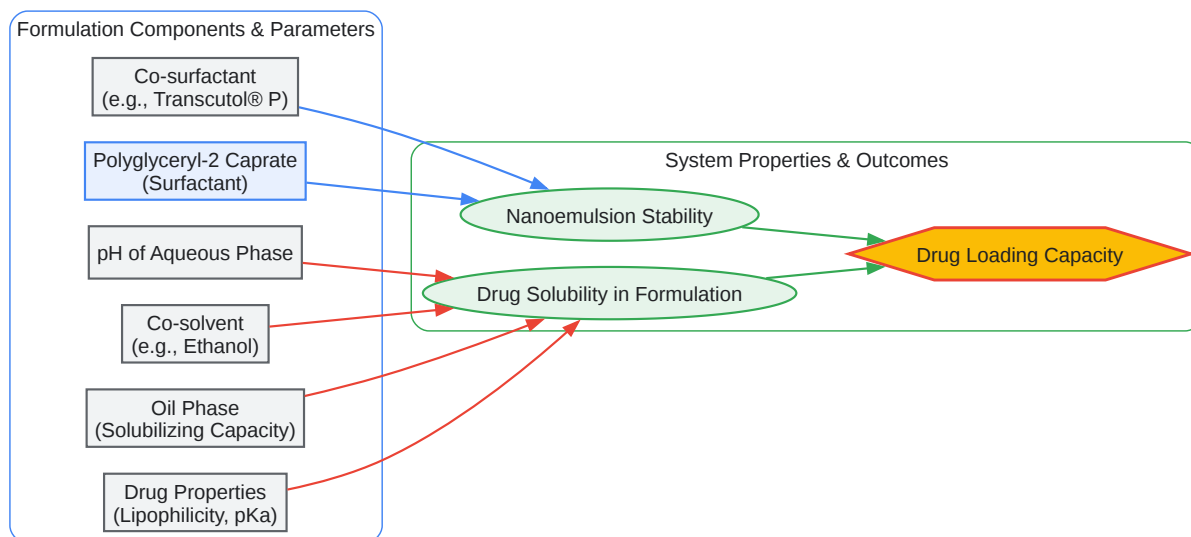 Formulation Components & Parameters
Co-surfactant
(e.g., Transcutol® P)
Polyglyceryl-2 Caprate
(Surfactant)
pH of Aqueous Phase
Co-solvent
(e.g., Ethanol)
Oil Phase
(Solubilizing Capacity)
Drug Properties
(Lipophilicity, pKa)
System Properties & Outcomes
Nanoemulsion Stability
Drug Solubility in Formulation
Drug Loading Capacity